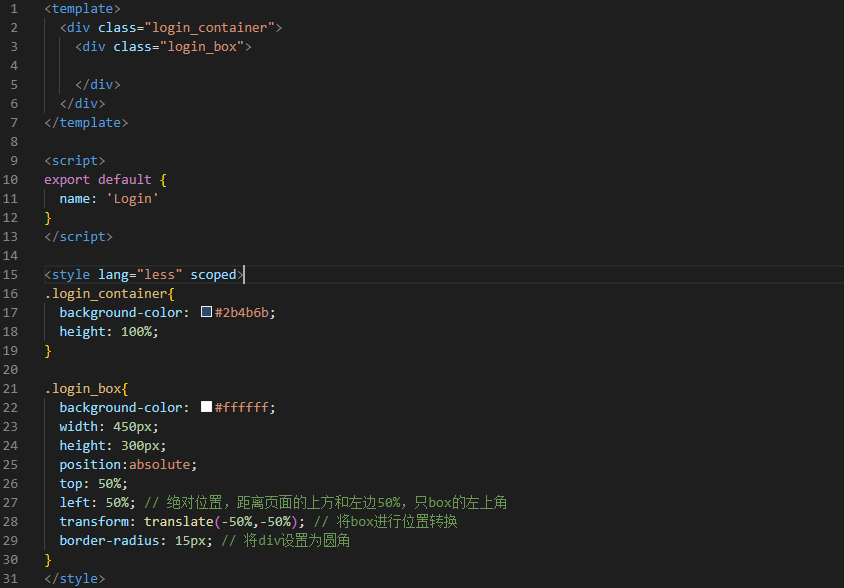 1 <template>
2   <div class="login_container">
3     <div class="login_box">
4
5     </div>
6   </div>
7 </template>
8
9 <script>
10 export default {
11   name: 'Login'
12 }
13 </script>
14
15 <style lang="less" scoped>
16 .login_container{
17   background-color: #2b4b6b;
18   height: 100%;
19 }
20
21 .login_box{
22   background-color: #ffffff;
23   width: 450px;
24   height: 300px;
25   position:absolute;
26   top: 50%;
27   left: 50%; // 绝对位置，距离页面的上方和左边50%，只box的左上角
28   transform: translate(-50%,-50%); // 将box进行位置转换
29   border-radius: 15px; // 将div设置为圆角
30 }
31 </style>